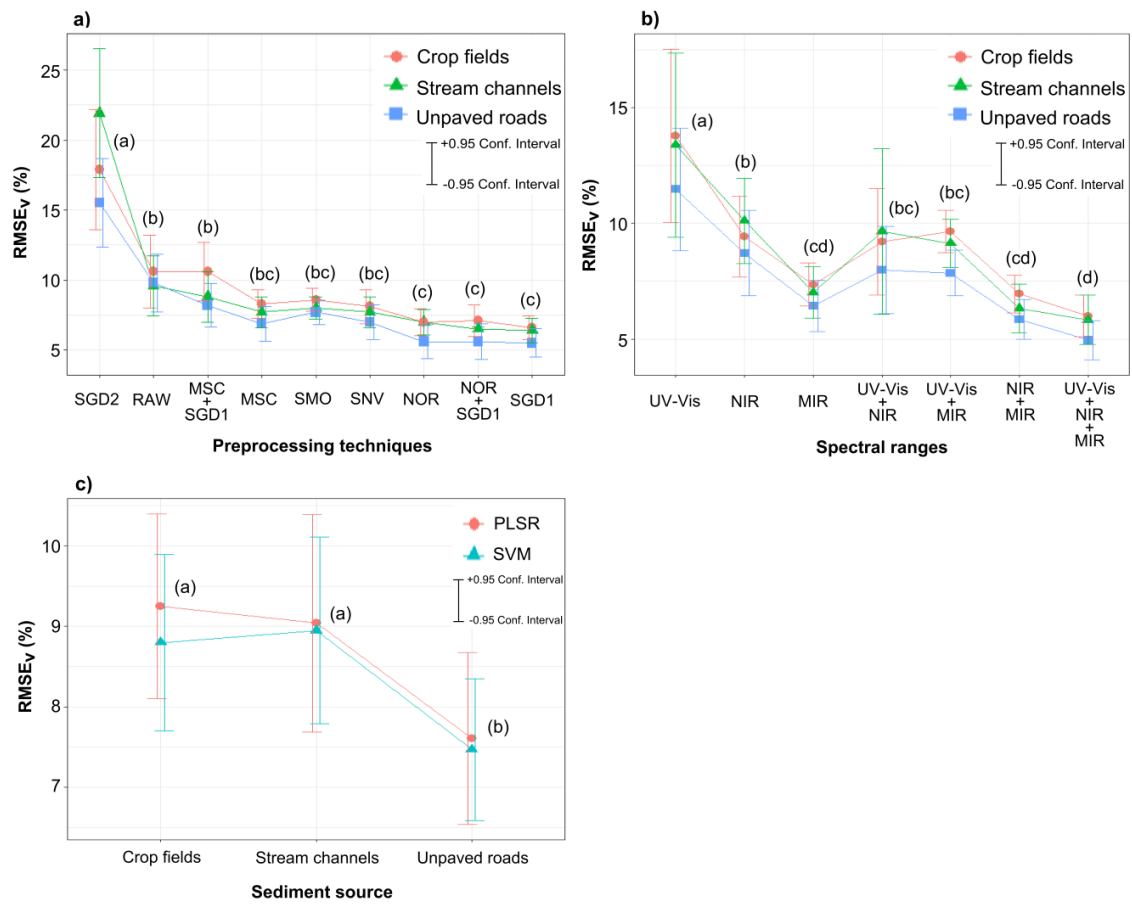 a)
RMSEv (%)
25
20
15
10
5
Crop fields
Stream channels
Unpaved roads
+0.95 Conf. Interval
-0.95 Conf. Interval
(a)
(b)
(b)
(bc)
(bc)
(bc)
(c)
(c)
(c)
SGD2
RAW
MSC
+
SGD1
MSC
SMO
SNV
NOR
NOR
+
SGD1
SGD1
Preprocessing techniques
b)
RMSEv (%)
15
10
5
Crop fields
Stream channels
Unpaved roads
+0.95 Conf. Interval
-0.95 Conf. Interval
(a)
(b)
(cd)
(bc)
(bc)
(cd)
(d)
UV-Vis
NIR
MIR
UV-Vis
+
NIR
UV-Vis
+
MIR
NIR
+
MIR
UV-Vis
+
NIR
+
MIR
Spectral ranges
c)
RMSEv (%)
10
9
8
7
PLSR
SVM
+0.95 Conf. Interval
-0.95 Conf. Interval
(a)
(a)
(b)
Crop fields
Stream channels
Unpaved roads
Sediment source